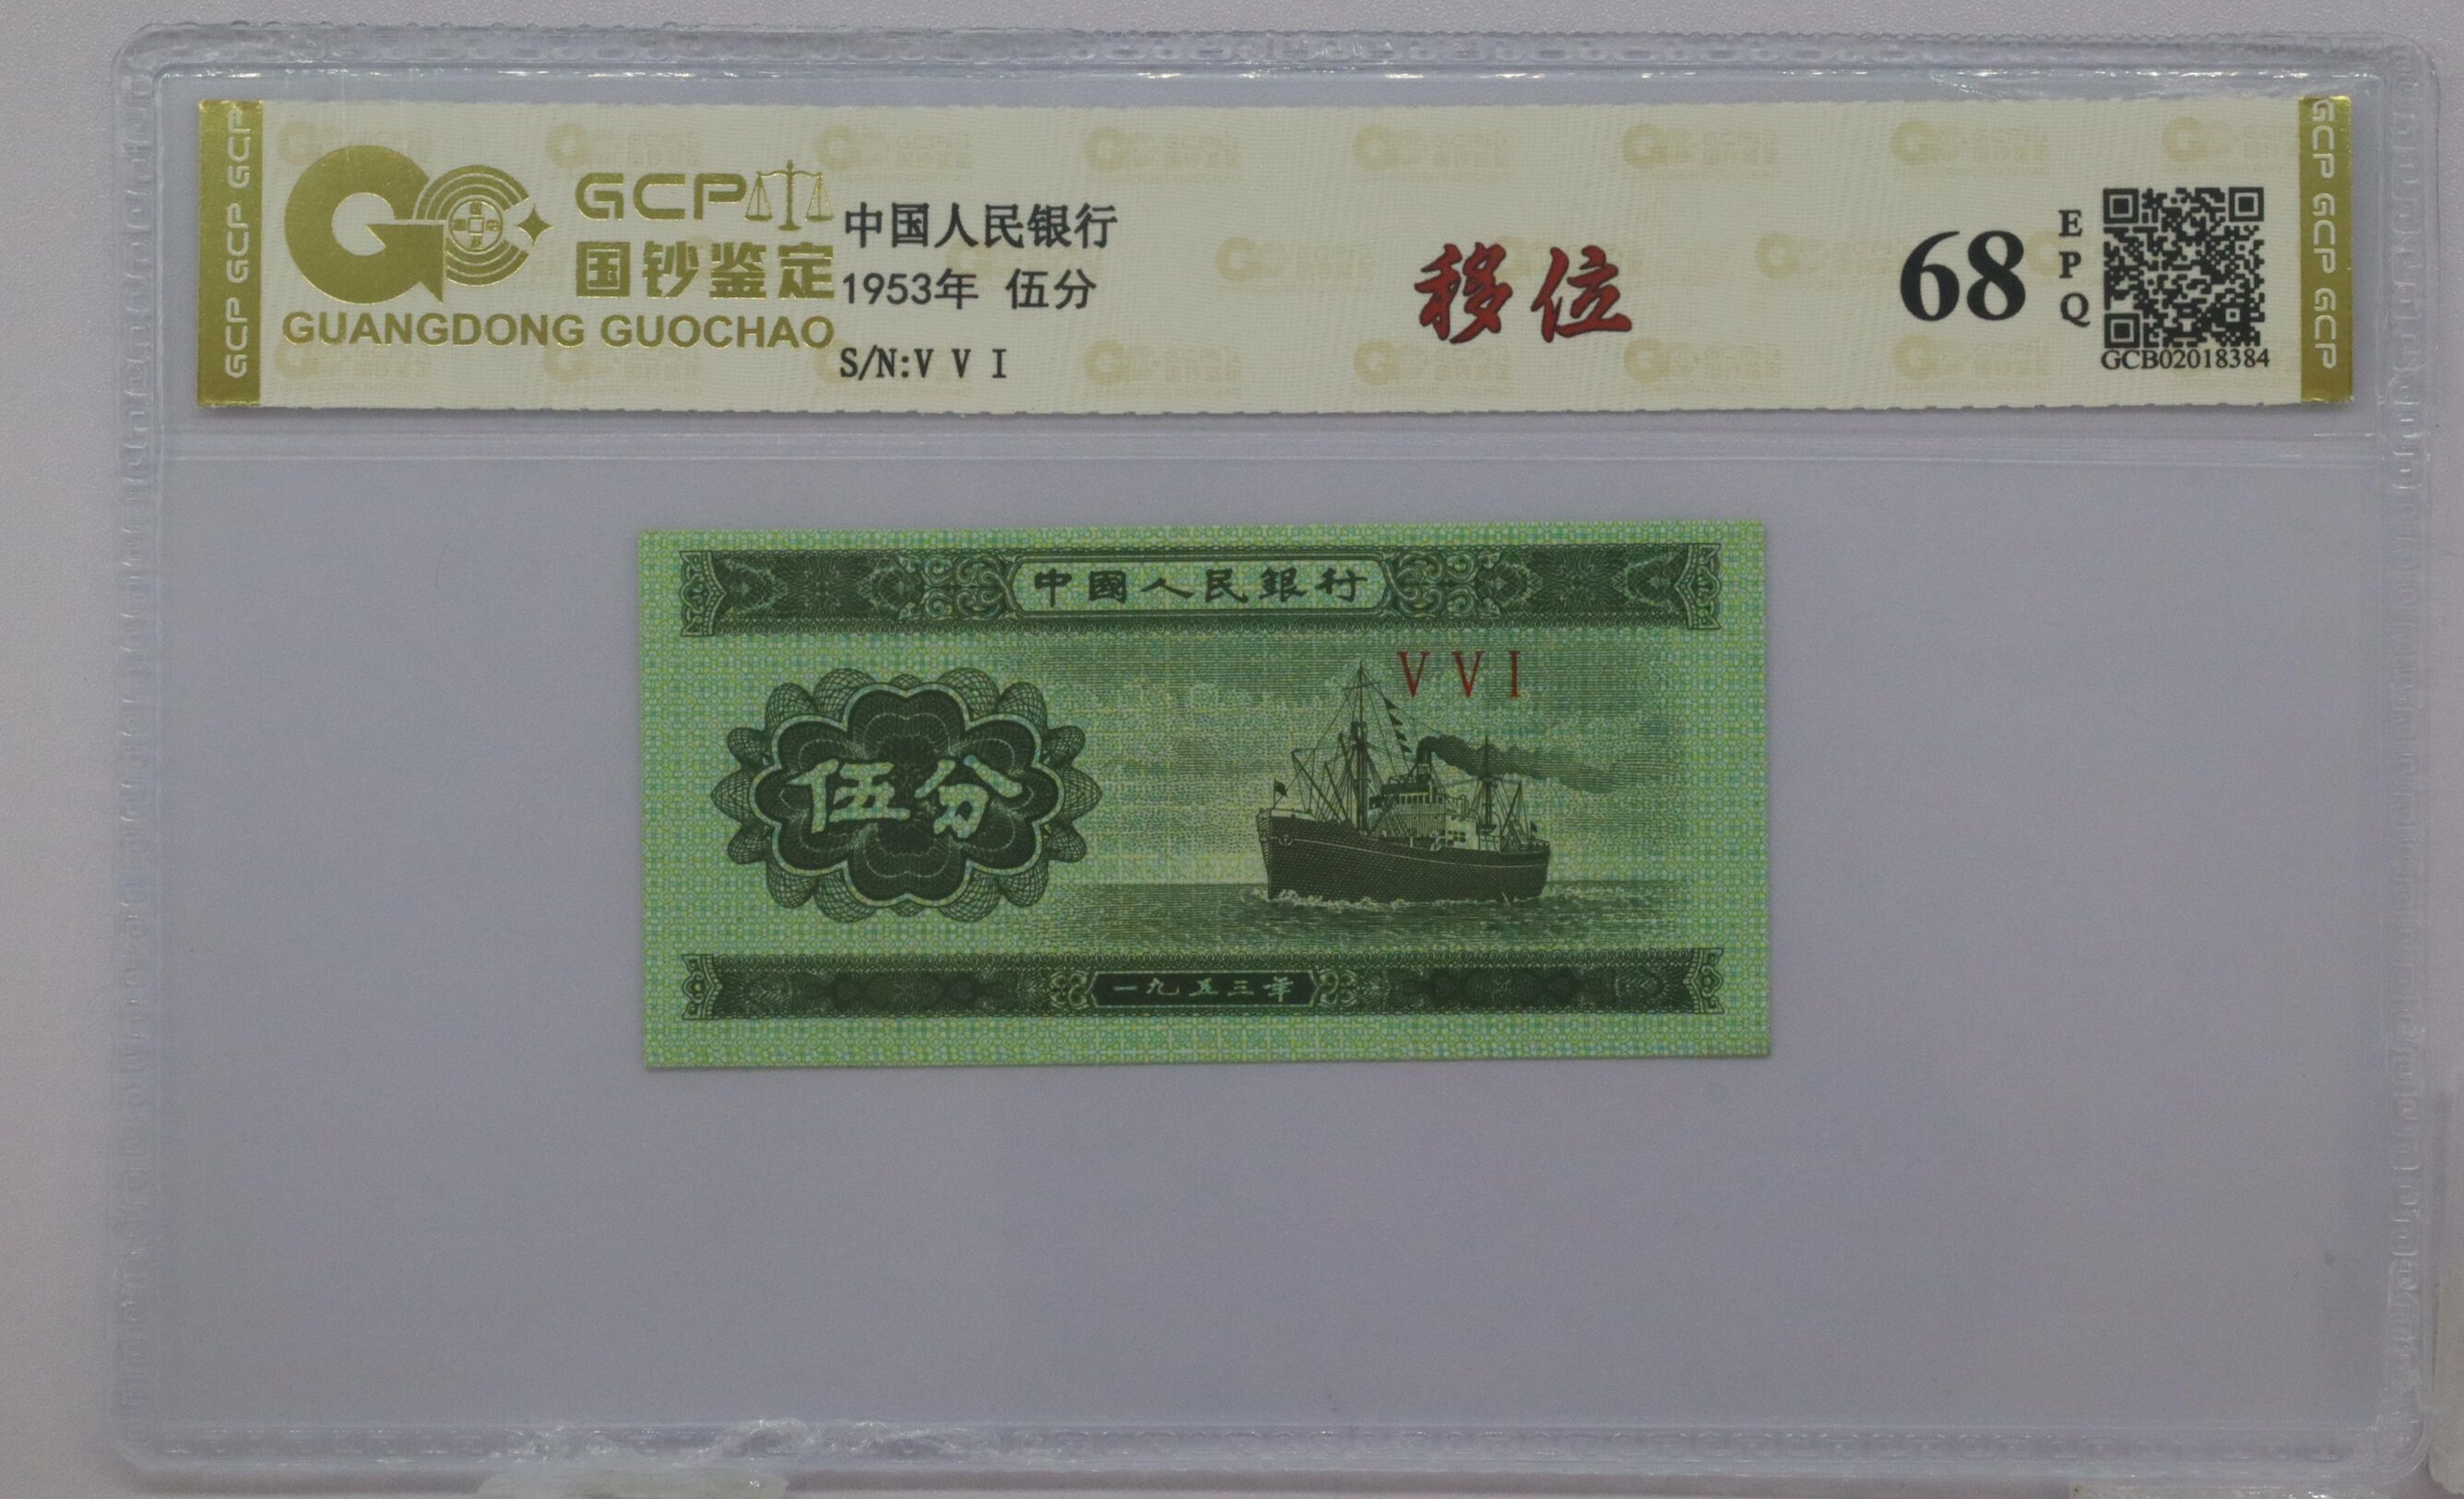 GCP GCP GCP
GCP
国钞鉴定
GUANGDONG GUOCHAO
中国人民银行
1953年 伍分
S/N:V V I
移位
68
E
P
Q
GCB02018384
GCP GCP GCP
中國人民銀行
V V I
伍分
一九五三年